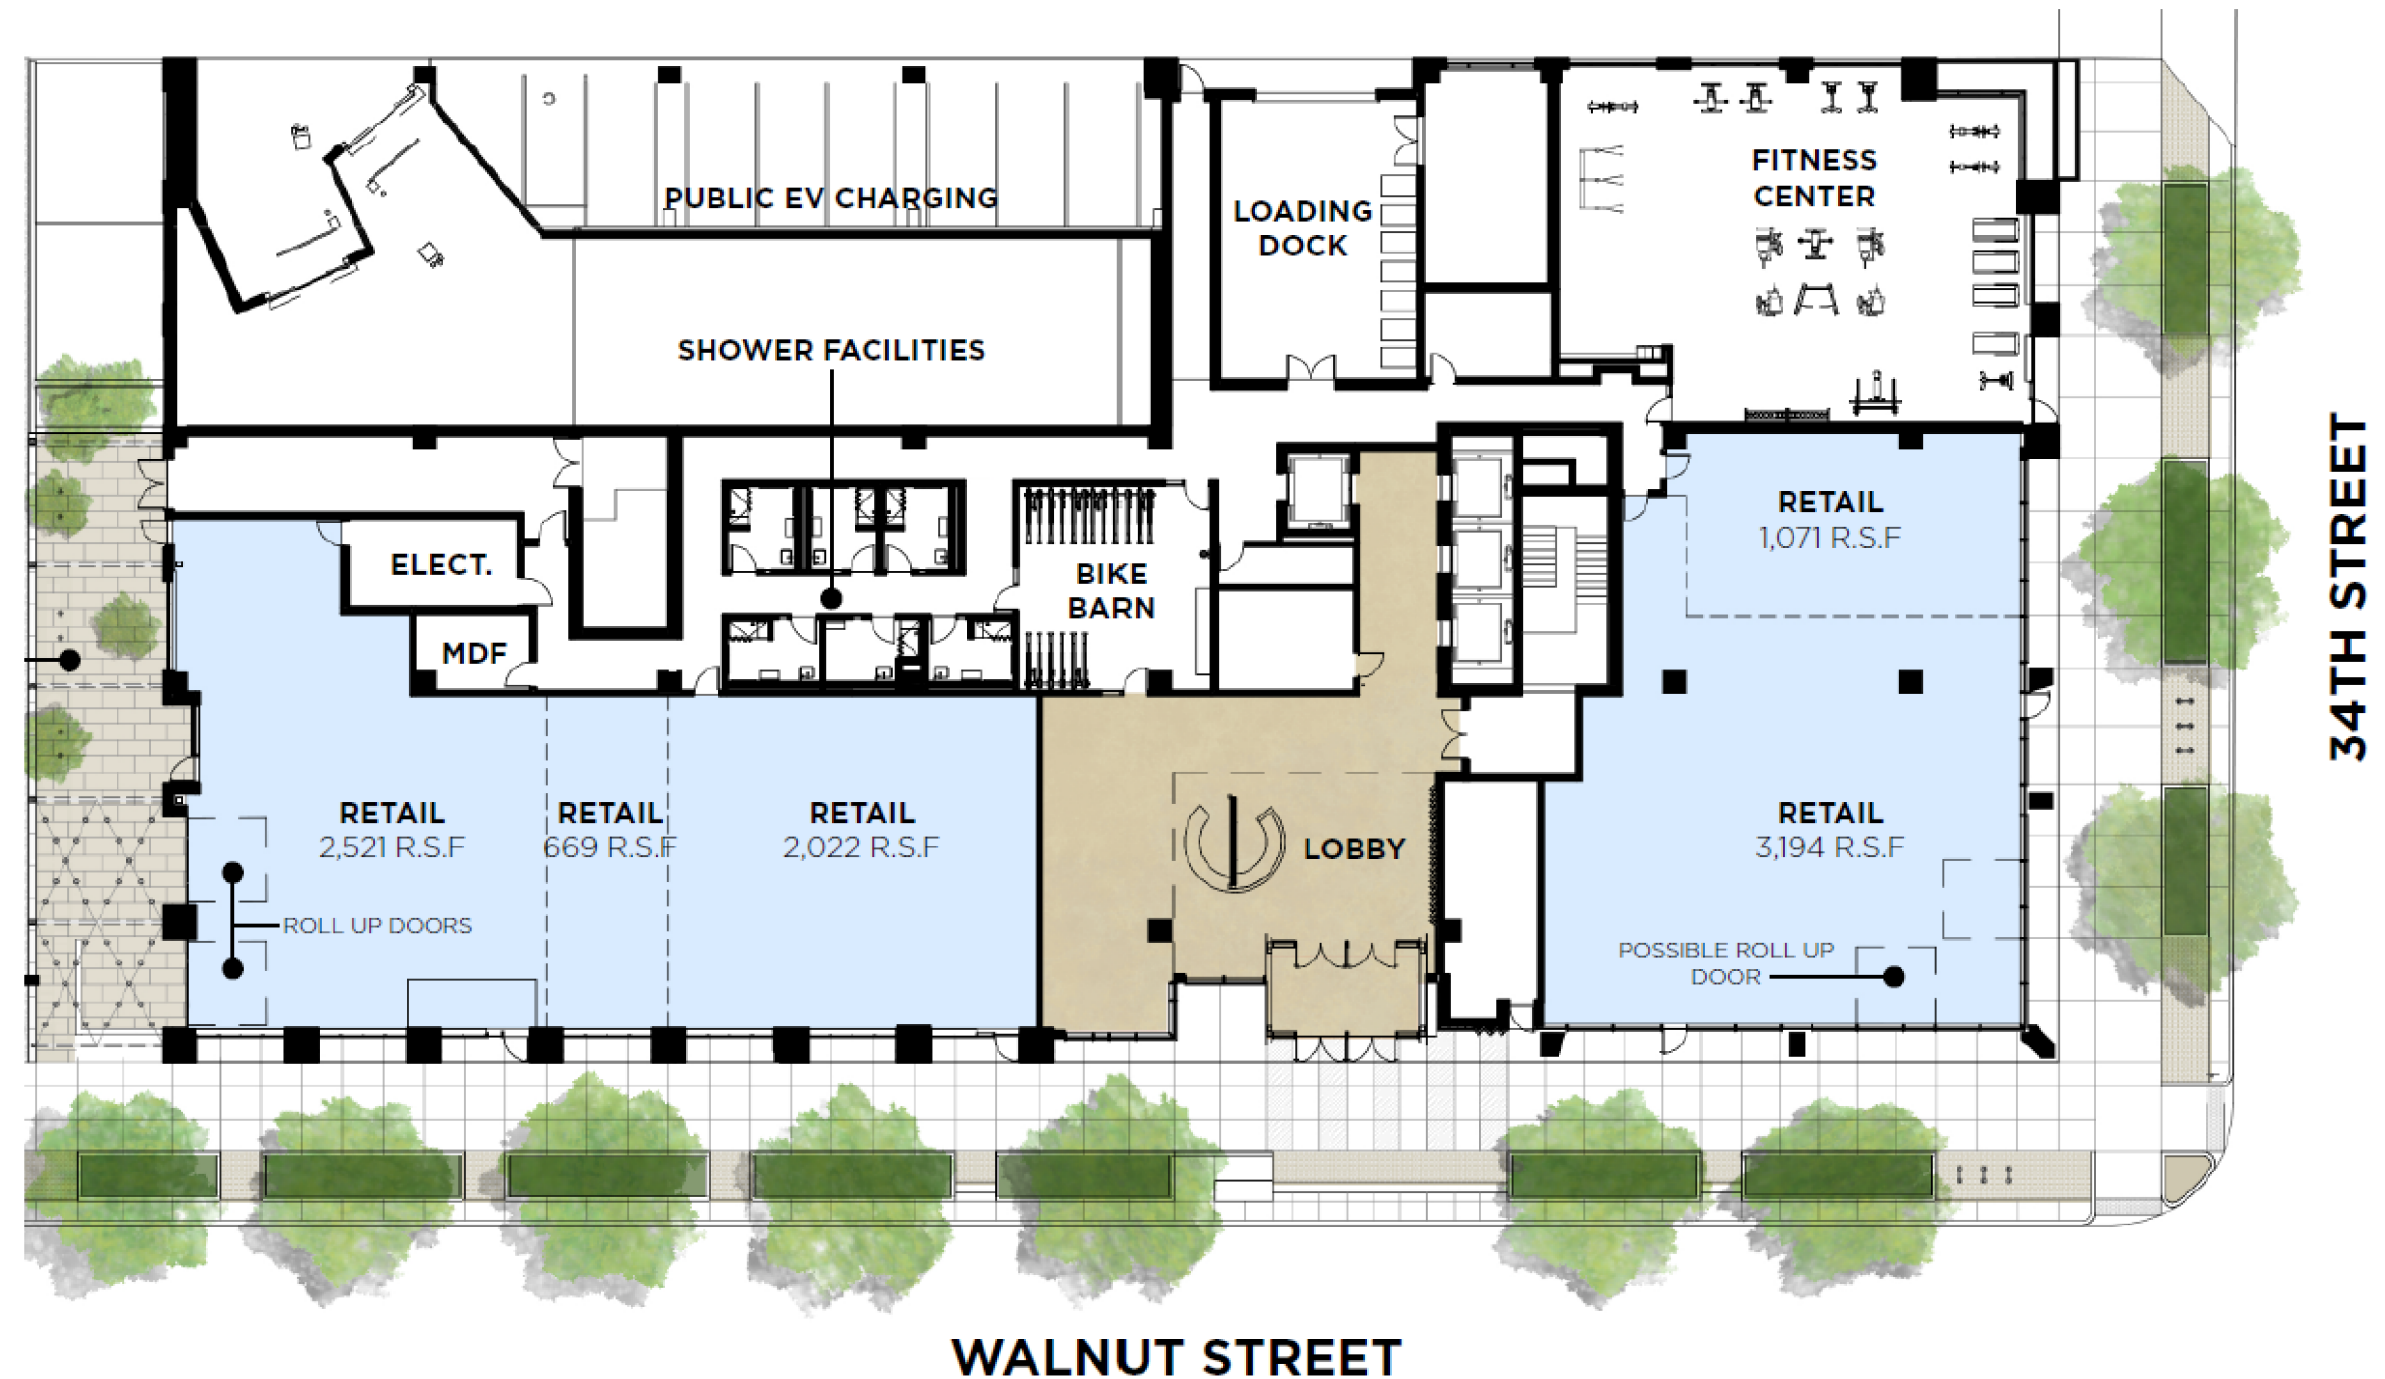 PUBLIC EV CHARGING
LOADING
DOCK
FITNESS
CENTER
SHOWER FACILITIES
ELECT.
MDF
BIKE
BARN
RETAIL
1,071 R.S.F
RETAIL
2,521 R.S.F
RETAIL
669 R.S.F
RETAIL
2,022 R.S.F
LOBBY
RETAIL
3,194 R.S.F
ROLL UP DOORS
POSSIBLE ROLL UP
DOOR
34TH STREET
WALNUT STREET